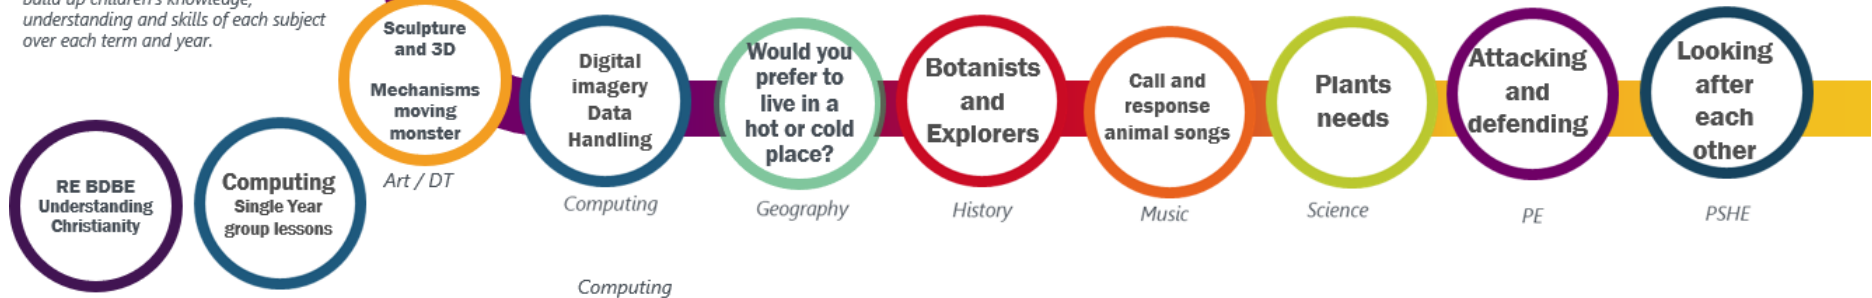 build up children's knowledge,
understanding and skills of each subject
over each term and year.
RE BDBE
Understanding
Christianity
Computing
Single Year
group lessons
Sculpture
and 3D
Mechanisms
moving
monster
Art / DT
Digital
imagery
Data
Handling
Computing
Would you
prefer to
live in a
hot or cold
place?
Geography
Botanists
and
Explorers
History
Call and
response
animal songs
Music
Plants
needs
Science
Attacking
and
defending
PE
Looking
after
each
other
PSHE
Computing